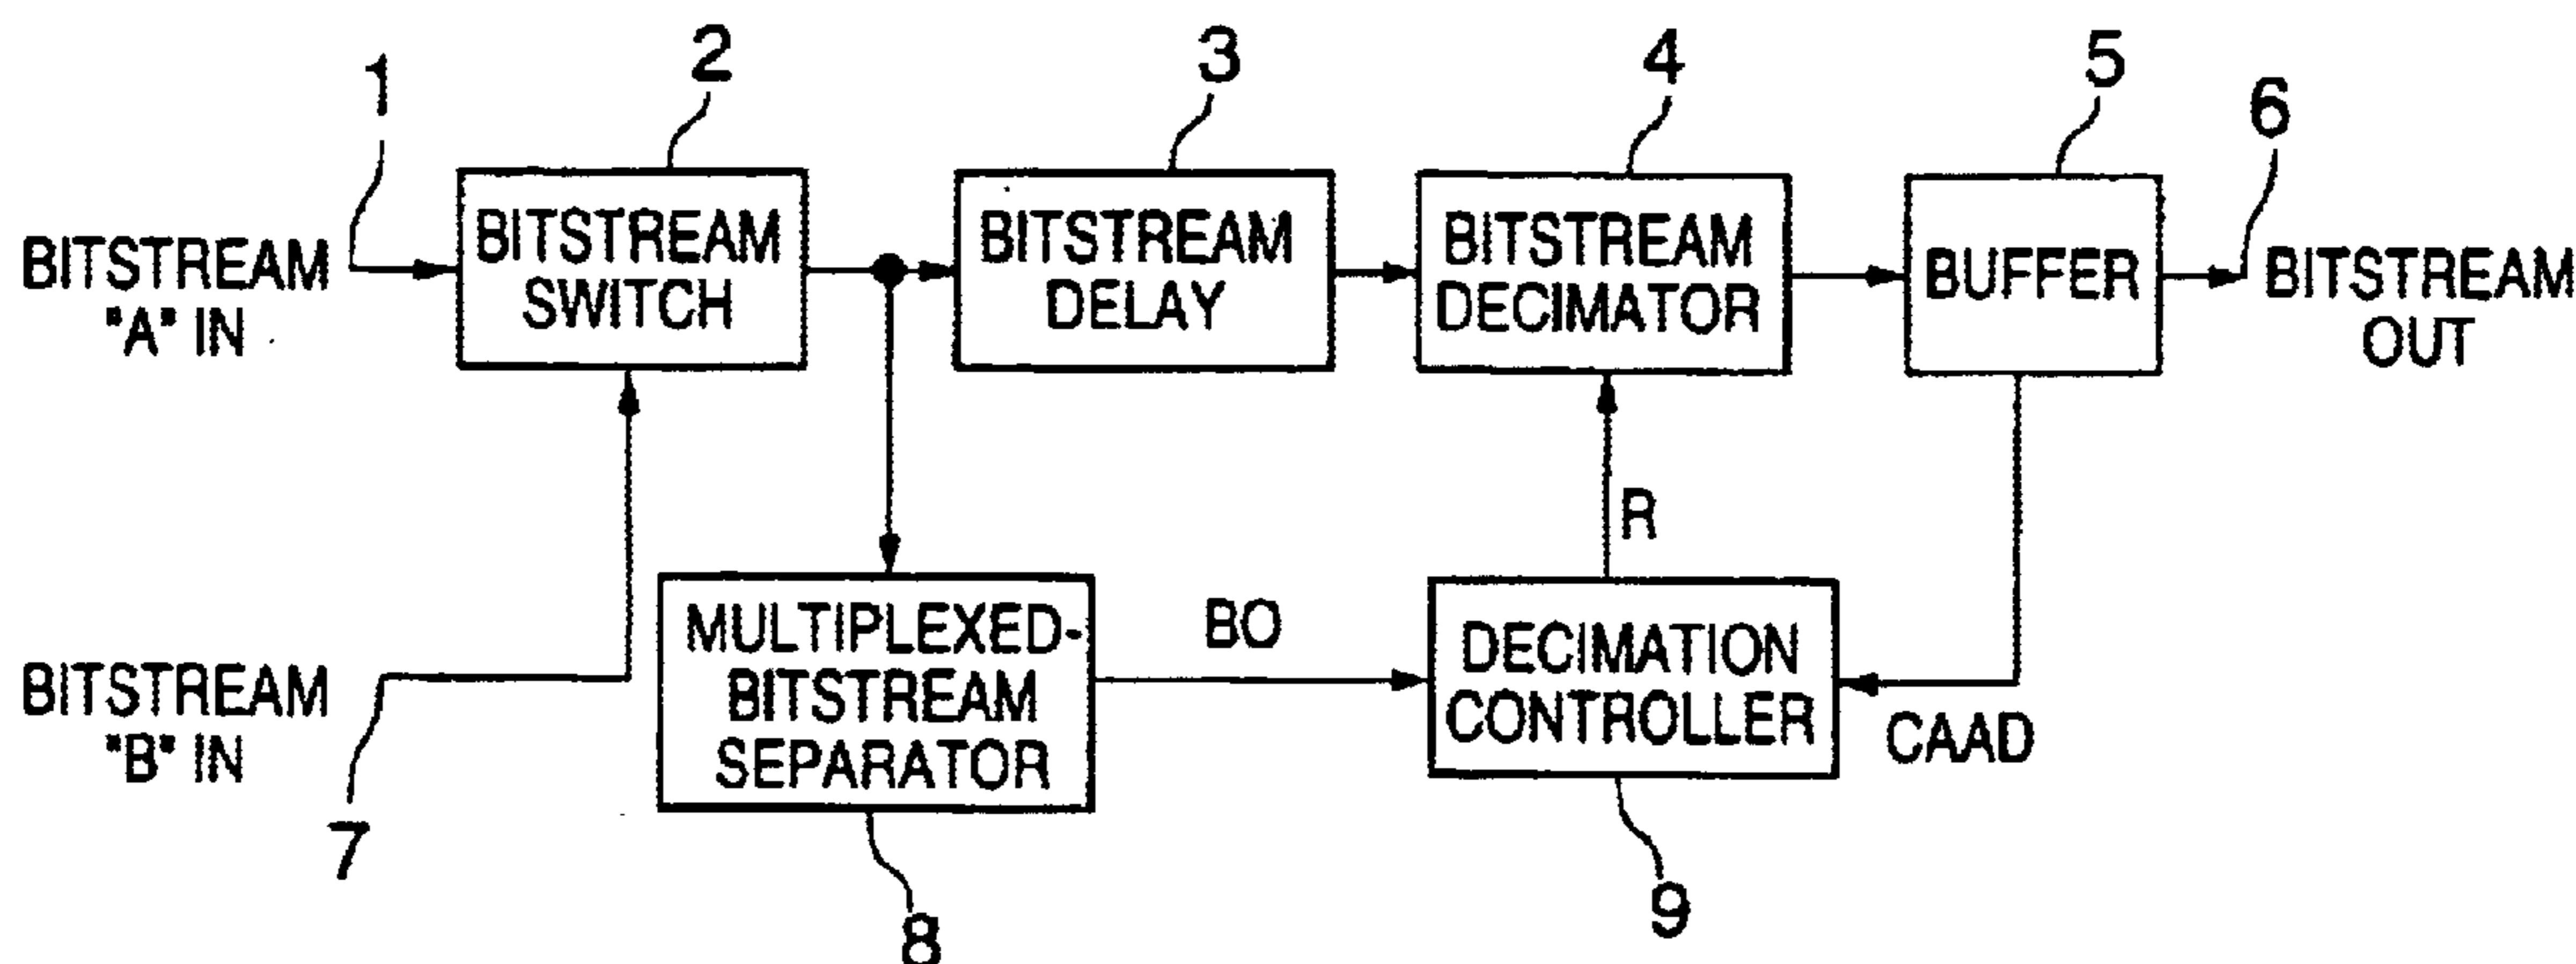 1
2
3
4
5
6
BITSTREAM
"A" IN
BITSTREAM
SWITCH
BITSTREAM
DELAY
BITSTREAM
DECIMATOR
BUFFER
BITSTREAM
OUT
R
BITSTREAM
"B" IN
MULTIPLEXED-
BITSTREAM
SEPARATOR
BO
DECIMATION
CONTROLLER
CAAD
7
8
9